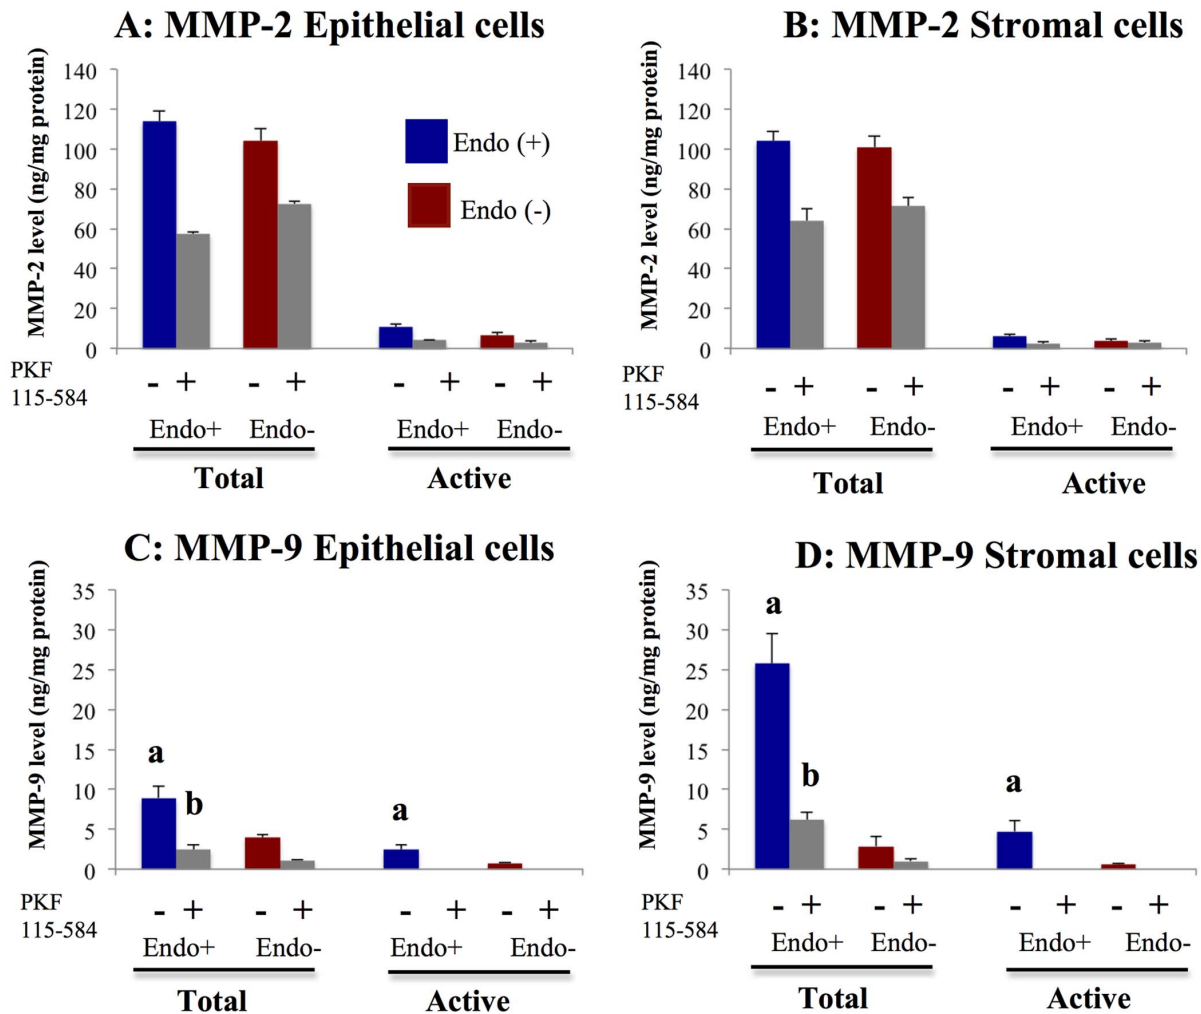 A: MMP-2 Epithelial cells
MMP-2 level (ng/mg protein)
140
120
100
80
60
40
20
0
Endo (+)
Endo (-)
PKF
115-584
- + - + - + - +
Endo+ Endo- Endo+ Endo-
Total Active
B: MMP-2 Stromal cells
MMP-2 level (ng/mg protein)
140
120
100
80
60
40
20
0
PKF
115-584
- + - + - + - +
Endo+ Endo- Endo+ Endo-
Total Active
C: MMP-9 Epithelial cells
MMP-9 level (ng/mg protein)
35
30
25
20
15
10
5
0
a
b
a
PKF
115-584
- + - + - + - +
Endo+ Endo- Endo+ Endo-
Total Active
D: MMP-9 Stromal cells
MMP-9 level (ng/mg protein)
35
30
25
20
15
10
5
0
a
b
a
PKF
115-584
- + - + - + - +
Endo+ Endo- Endo+ Endo-
Total Active